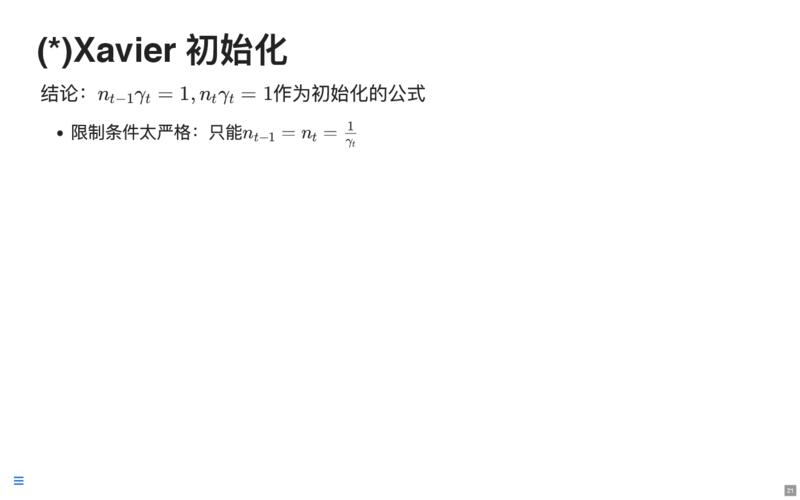 (*)Xavier 初始化
结论：$n_{t-1}\gamma_t = 1, n_t\gamma_t = 1$作为初始化的公式
• 限制条件太严格：只能$n_{t-1} = n_t = \frac{1}{\gamma_t}$
21